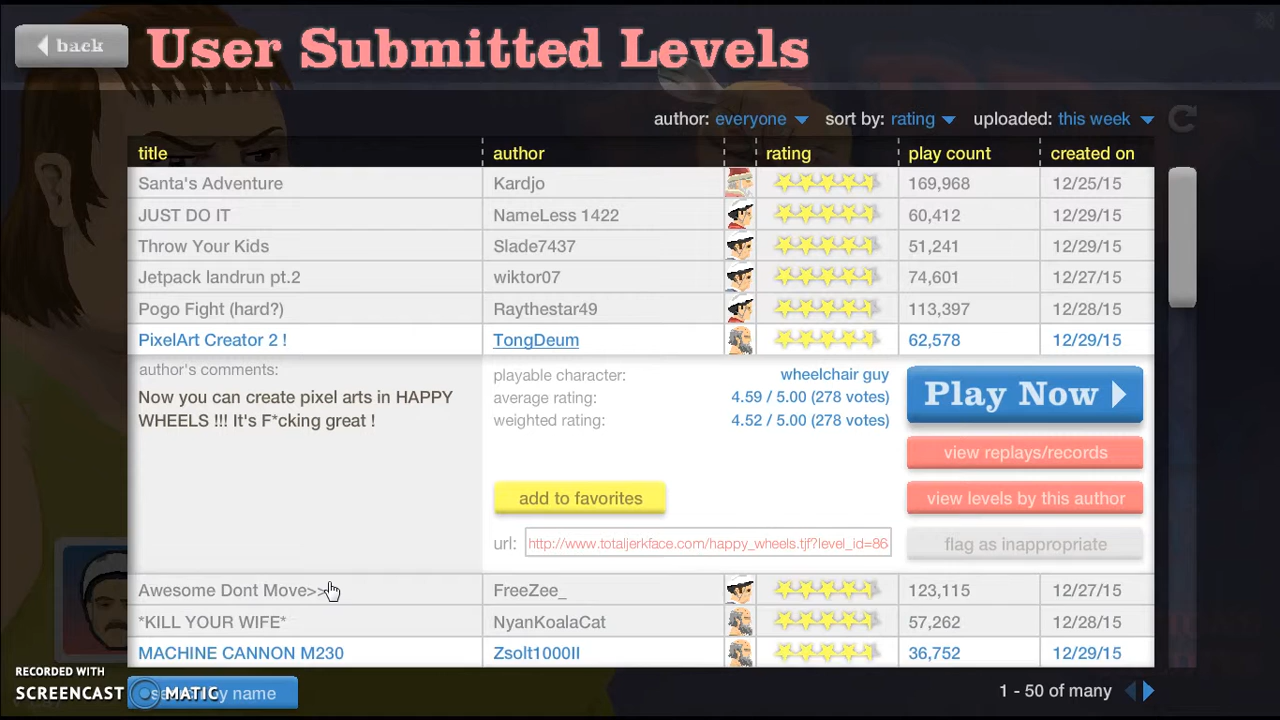 back
User Submitted Levels
author: everyone sort by: rating uploaded: this week
title author rating play count created on
Santa's Adventure Kardjo 169,968 12/25/15
JUST DO IT NameLess 1422 60,412 12/29/15
Throw Your Kids Slade7437 51,241 12/29/15
Jetpack landrun pt.2 wiktor07 74,601 12/27/15
Pogo Fight (hard?) Raythestar49 113,397 12/28/15
PixelArt Creator 2 ! TongDeum 62,578 12/29/15
author's comments:
Now you can create pixel arts in HAPPY
WHEELS !!! It's F*cking great !
playable character: wheelchair guy
average rating: 4.59 / 5.00 (278 votes)
weighted rating: 4.52 / 5.00 (278 votes)
Play Now
view replays/records
add to favorites
view levels by this author
url: http://www.totaljerkface.com/happy_wheels.tjf?level_id=86
flag as inappropriate
Awesome Dont Move>> FreeZee_ 123,115 12/27/15
*KILL YOUR WIFE* NyanKoalaCat 57,262 12/28/15
MACHINE CANNON M230 Zsolt1000II 36,752 12/29/15
RECORDED WITH
SCREENCAST MATIC
name
1 - 50 of many